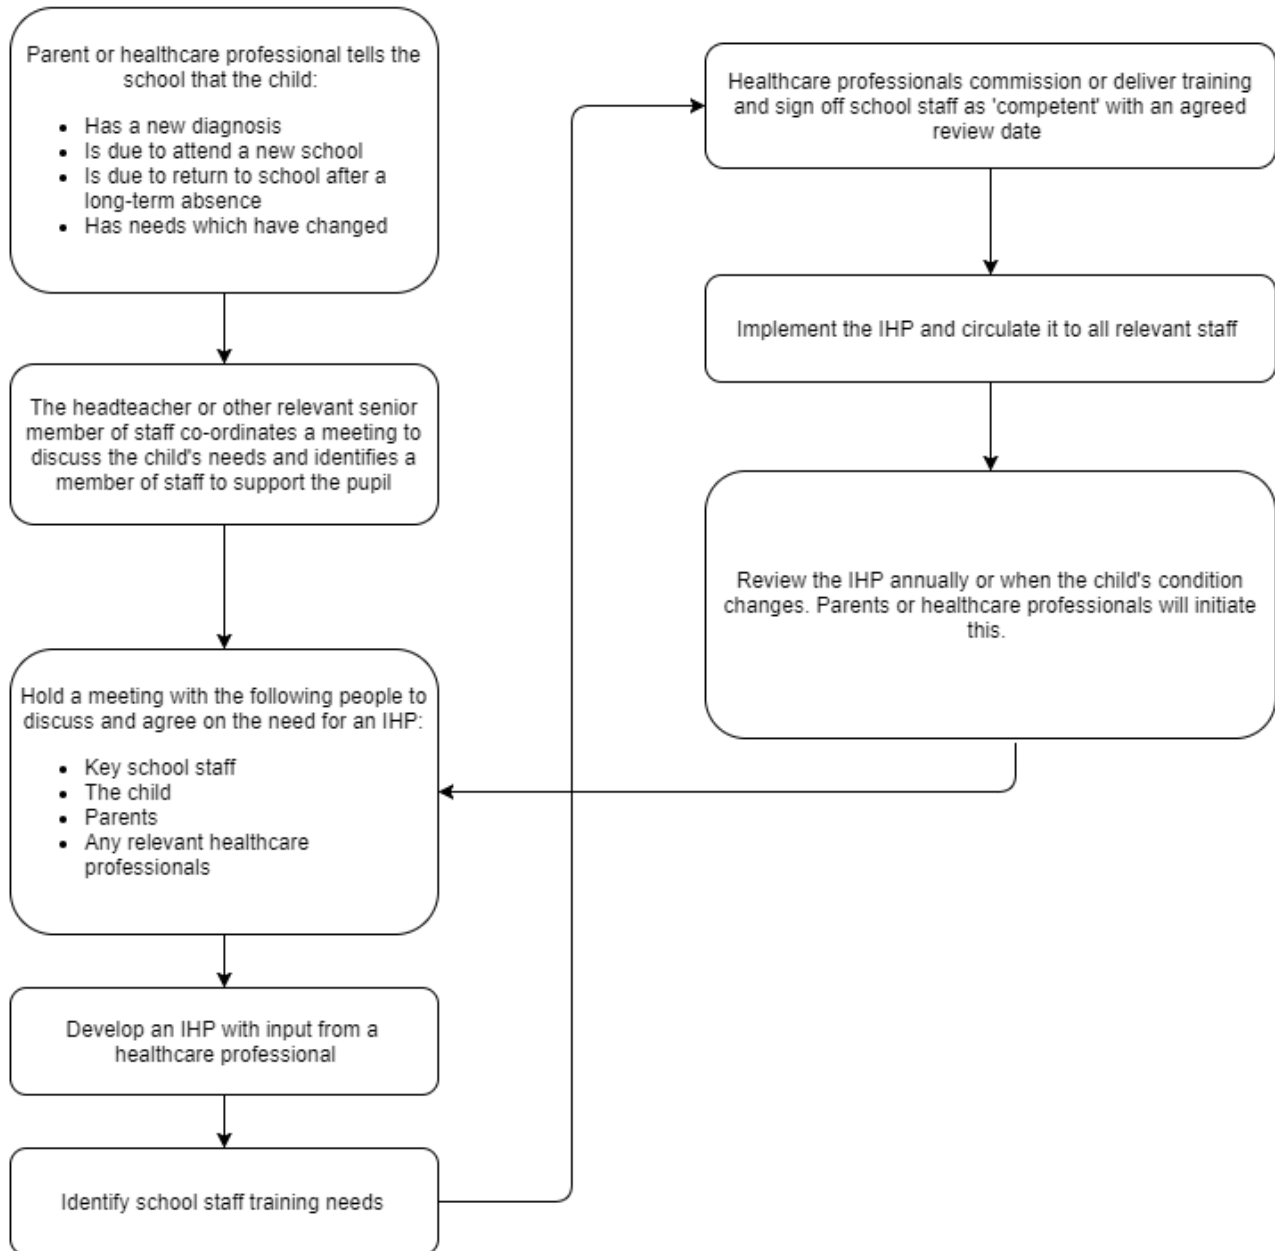 Parent or healthcare professional tells the
school that the child:
• Has a new diagnosis
• Is due to attend a new school
• Is due to return to school after a
long-term absence
• Has needs which have changed
The headteacher or other relevant senior
member of staff co-ordinates a meeting to
discuss the child's needs and identifies a
member of staff to support the pupil
Hold a meeting with the following people to
discuss and agree on the need for an IHP:
• Key school staff
• The child
• Parents
• Any relevant healthcare
professionals
Develop an IHP with input from a
healthcare professional
Identify school staff training needs
Healthcare professionals commission or deliver training
and sign off school staff as 'competent' with an agreed
review date
Implement the IHP and circulate it to all relevant staff
Review the IHP annually or when the child's condition
changes. Parents or healthcare professionals will initiate
this.